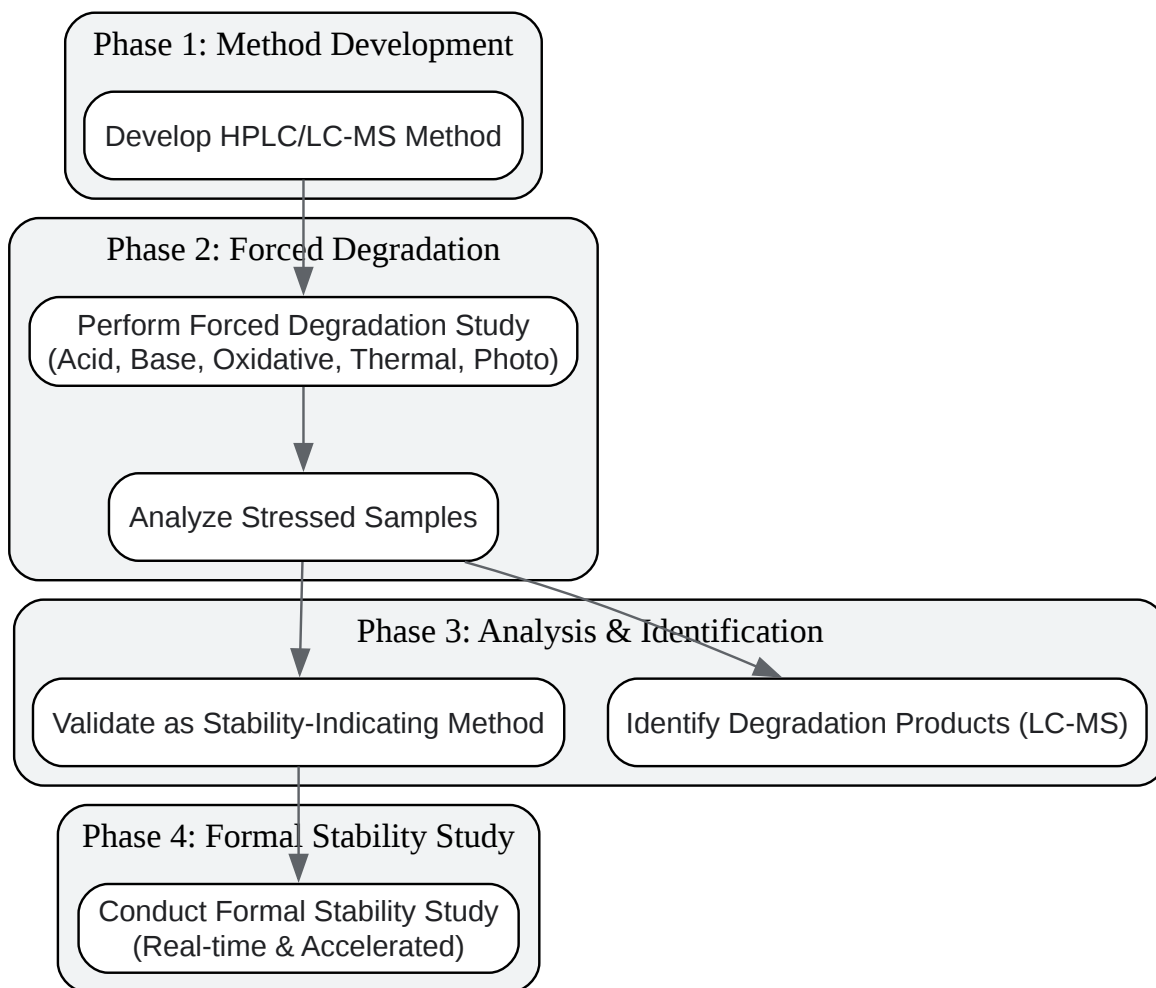 Phase 1: Method Development
Develop HPLC/LC-MS Method
Phase 2: Forced Degradation
Perform Forced Degradation Study
(Acid, Base, Oxidative, Thermal, Photo)
Analyze Stressed Samples
Phase 3: Analysis & Identification
Validate as Stability-Indicating Method
Identify Degradation Products (LC-MS)
Phase 4: Formal Stability Study
Conduct Formal Stability Study
(Real-time & Accelerated)